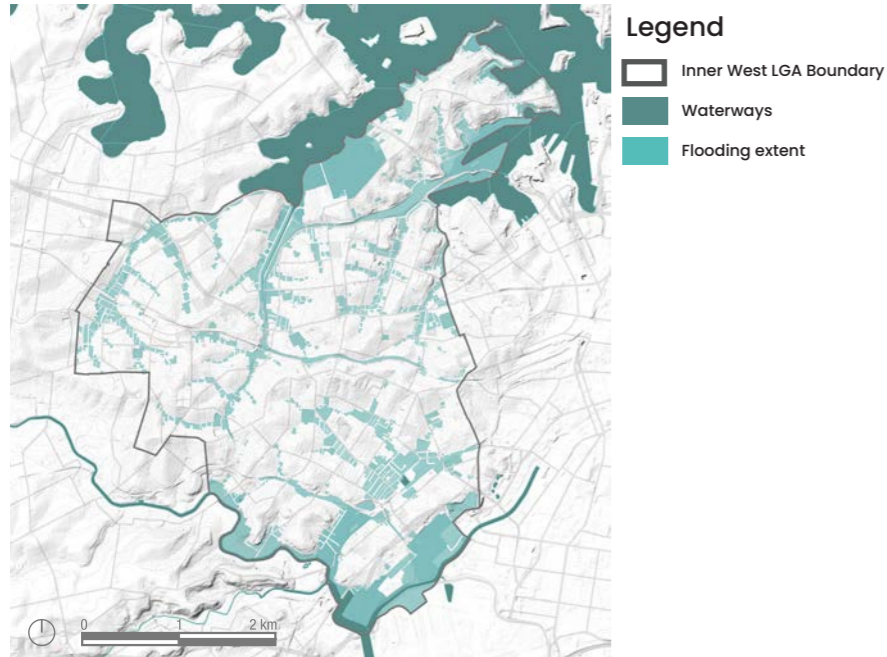 Legend
Inner West LGA Boundary
Waterways
Flooding extent
0 1 2 km